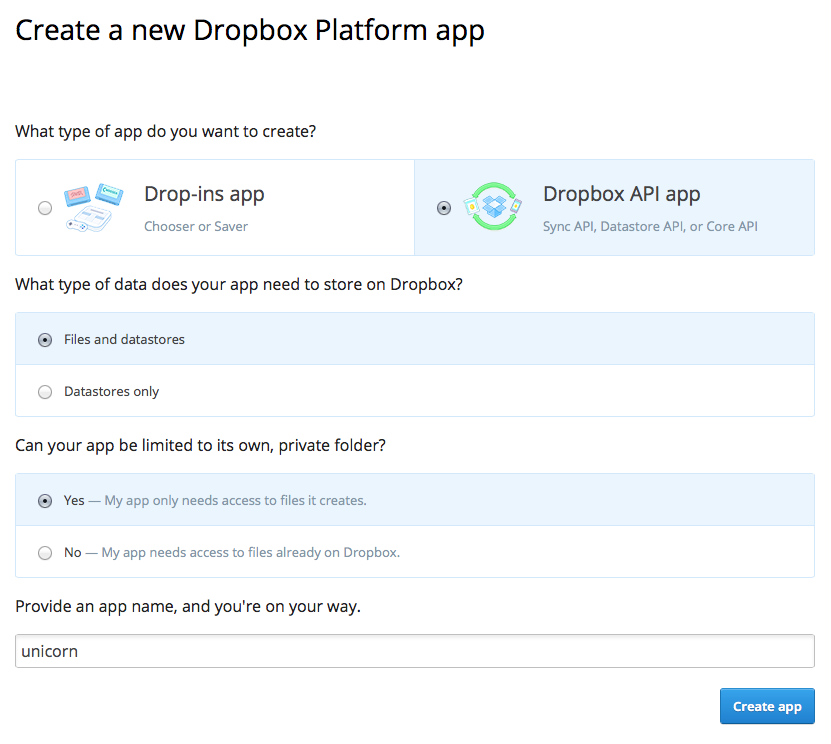 Create a new Dropbox Platform app
What type of app do you want to create?
Drop-ins app
Chooser or Saver
Dropbox API app
Sync API, Datastore API, or Core API
What type of data does your app need to store on Dropbox?
Files and datastores
Datastores only
Can your app be limited to its own, private folder?
Yes — My app only needs access to files it creates.
No — My app needs access to files already on Dropbox.
Provide an app name, and you're on your way.
unicorn
Create app